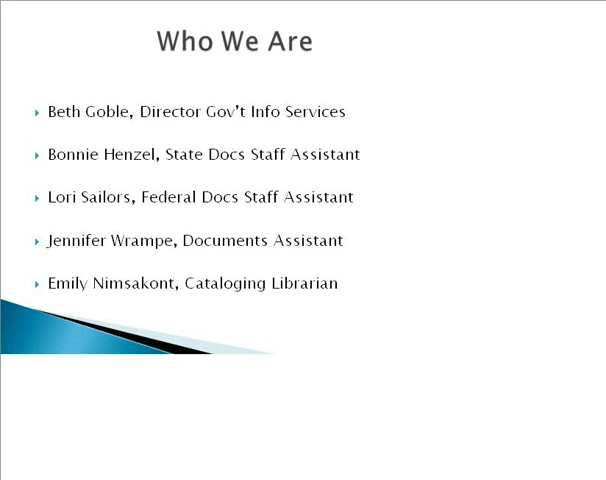 Who We Are
Beth Goble, Director Gov't Info Services
Bonnie Henzel, State Docs Staff Assistant
Lori Sailors, Federal Docs Staff Assistant
Jennifer Wrampe, Documents Assistant
Emily Nimsakont, Cataloging Librarian